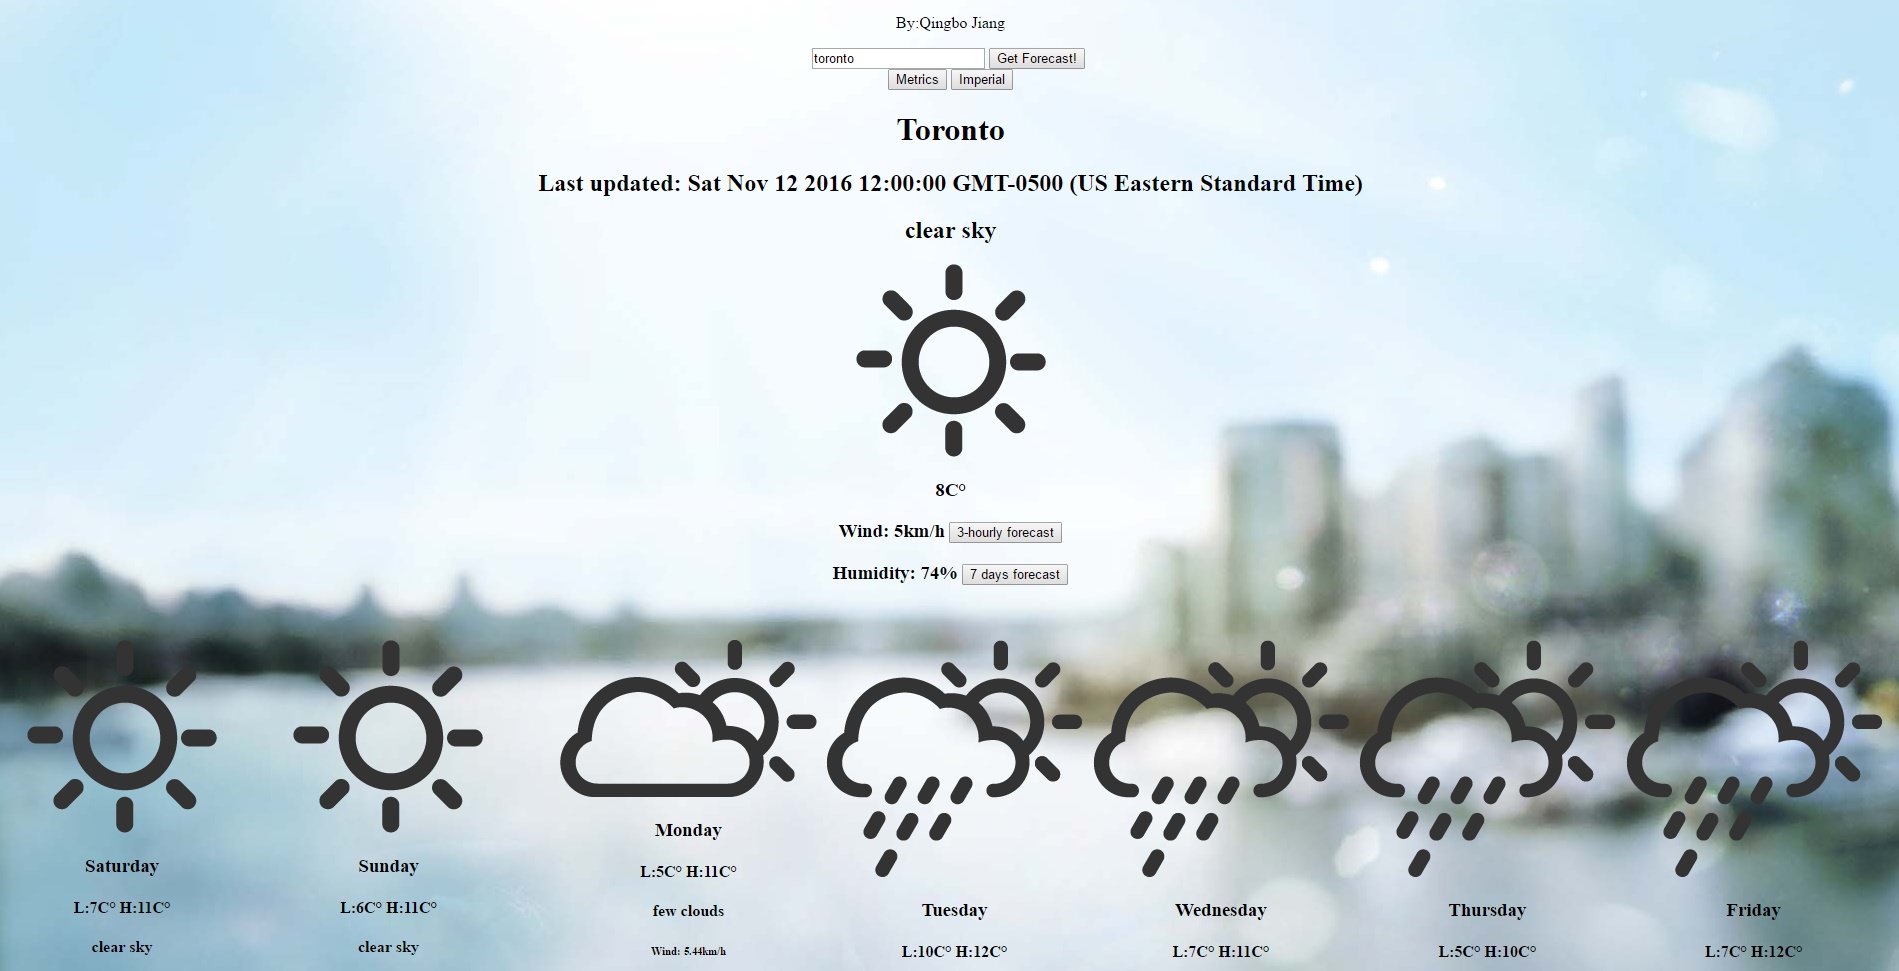 By:Qingbo Jiang
toronto Get Forecast!
Metrics Imperial
Toronto
Last updated: Sat Nov 12 2016 12:00:00 GMT-0500 (US Eastern Standard Time)
clear sky
8C°
Wind: 5km/h 3-hourly forecast
Humidity: 74% 7 days forecast
Saturday
L:7C° H:11C°
clear sky
Sunday
L:6C° H:11C°
clear sky
Monday
L:5C° H:11C°
few clouds
Wind: 5.44km/h
Tuesday
L:10C° H:12C°
Wednesday
L:7C° H:11C°
Thursday
L:5C° H:10C°
Friday
L:7C° H:12C°